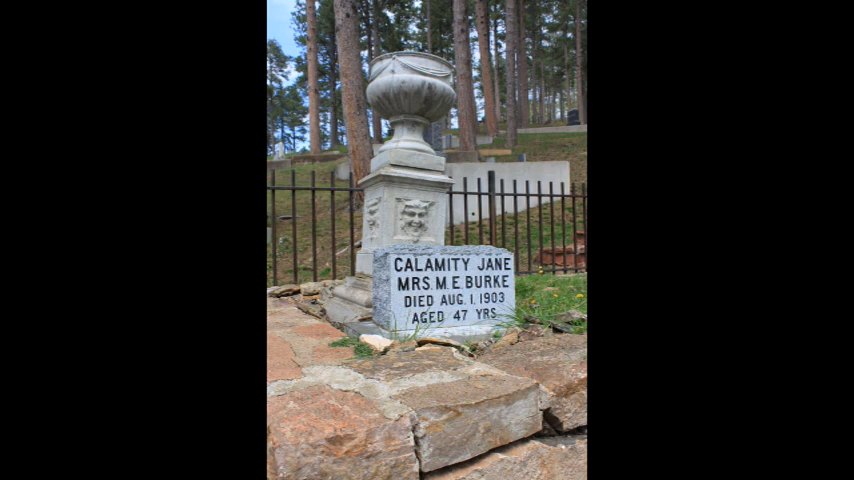 CALAMITY JANE
MRS. M. E. BURKE
DIED AUG. 1. 1903
AGED 47 YRS